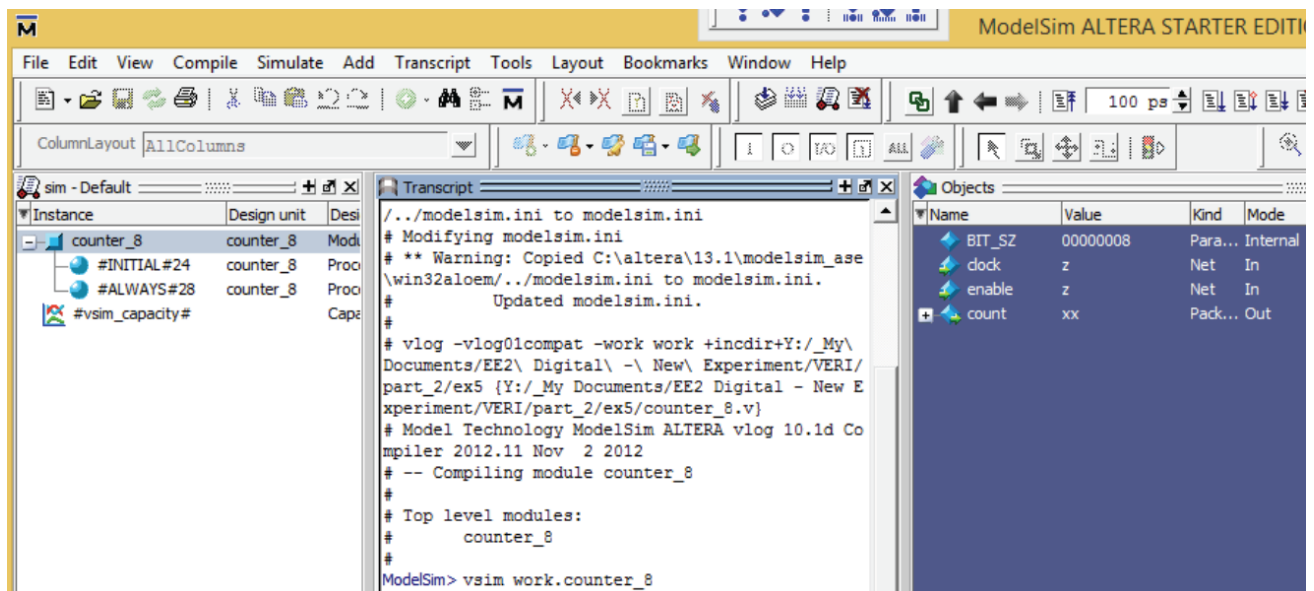 M
ModelSim ALTERA STARTER EDITI
File Edit View Compile Simulate Add Transcript Tools Layout Bookmarks Window Help
M
100 ps
ColumnLayout AllColumns
I O I/O ALL
sim - Default
Transcript
Objects
Instance Design unit Desi
counter_8 counter_8 Modu
#INITIAL#24 counter_8 Proc
#ALWAYS#28 counter_8 Proc
#vsim_capacity# Capa
/../modelsim.ini to modelsim.ini
# Modifying modelsim.ini
# ** Warning: Copied C:\altera\13.1\modelsim_ase
\win32aloem/../modelsim.ini to modelsim.ini.
# Updated modelsim.ini.
#
# vlog -vlog01compat -work work +incdir+Y:/_My\
Documents/EE2\ Digital\ -\ New\ Experiment/VERI/
part_2/ex5 {Y:/_My Documents/EE2 Digital - New E
xperiment/VERI/part_2/ex5/counter_8.v}
# Model Technology ModelSim ALTERA vlog 10.1d Co
mpiler 2012.11 Nov 2 2012
# -- Compiling module counter_8
#
# Top level modules:
# counter_8
#
ModelSim> vsim work.counter_8
Name Value Kind Mode
BIT_SZ 00000008 Para... Internal
clock z Net In
enable z Net In
count xx Pack... Out